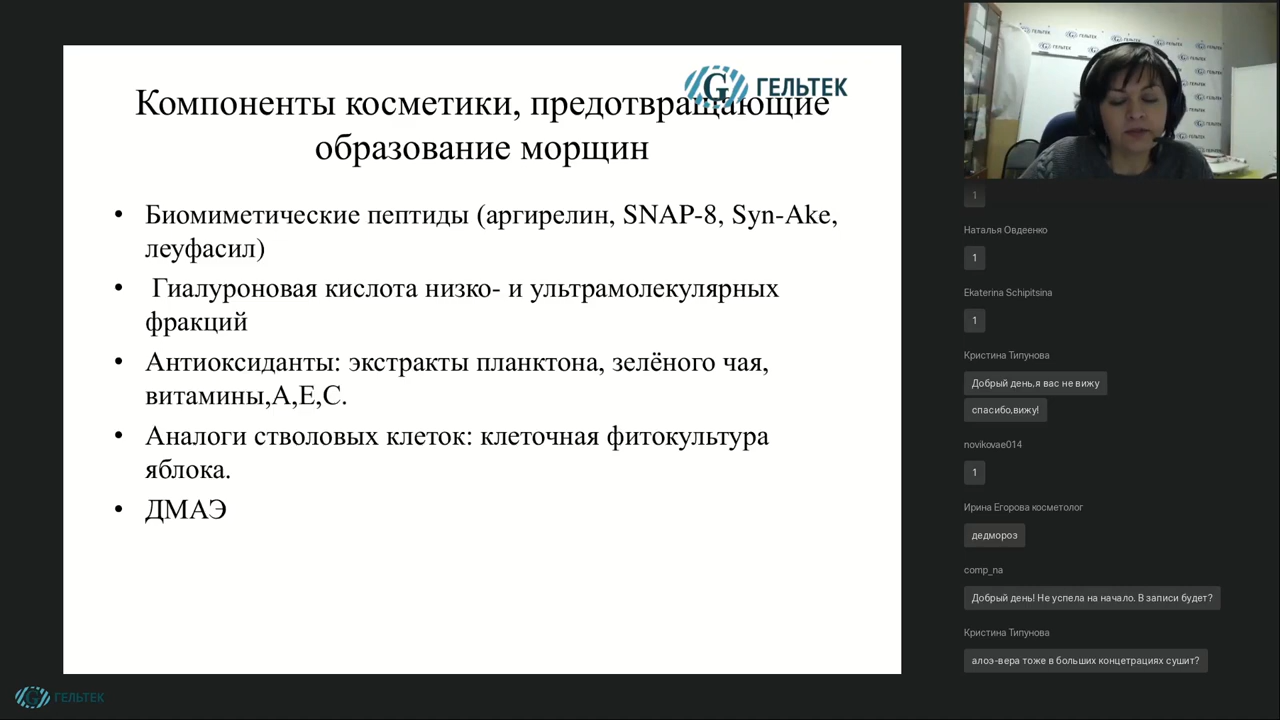 ГЕЛЬТЕК
Компоненты косметики, предотвращающие
образование морщин
• Биомиметические пептиды (аргирелин, SNAP-8, Syn-Ake,
леуфасил)
• Гиалуроновая кислота низко- и ультрамолекулярных
фракций
• Антиоксиданты: экстракты планктона, зелёного чая,
витамины,А,Е,С.
• Аналоги стволовых клеток: клеточная фитокультура
яблока.
• ДМАЭ
ГЕЛЬТЕК
1
Наталья Овдеенко
1
Ekaterina Schipitsina
1
Кристина Типунова
Добрый день,я вас не вижу
спасибо,вижу!
novikovae014
1
Ирина Егорова косметолог
дедмороз
comp_na
Добрый день! Не успела на начало. В записи будет?
Кристина Типунова
алоэ-вера тоже в больших концетрациях сушит?